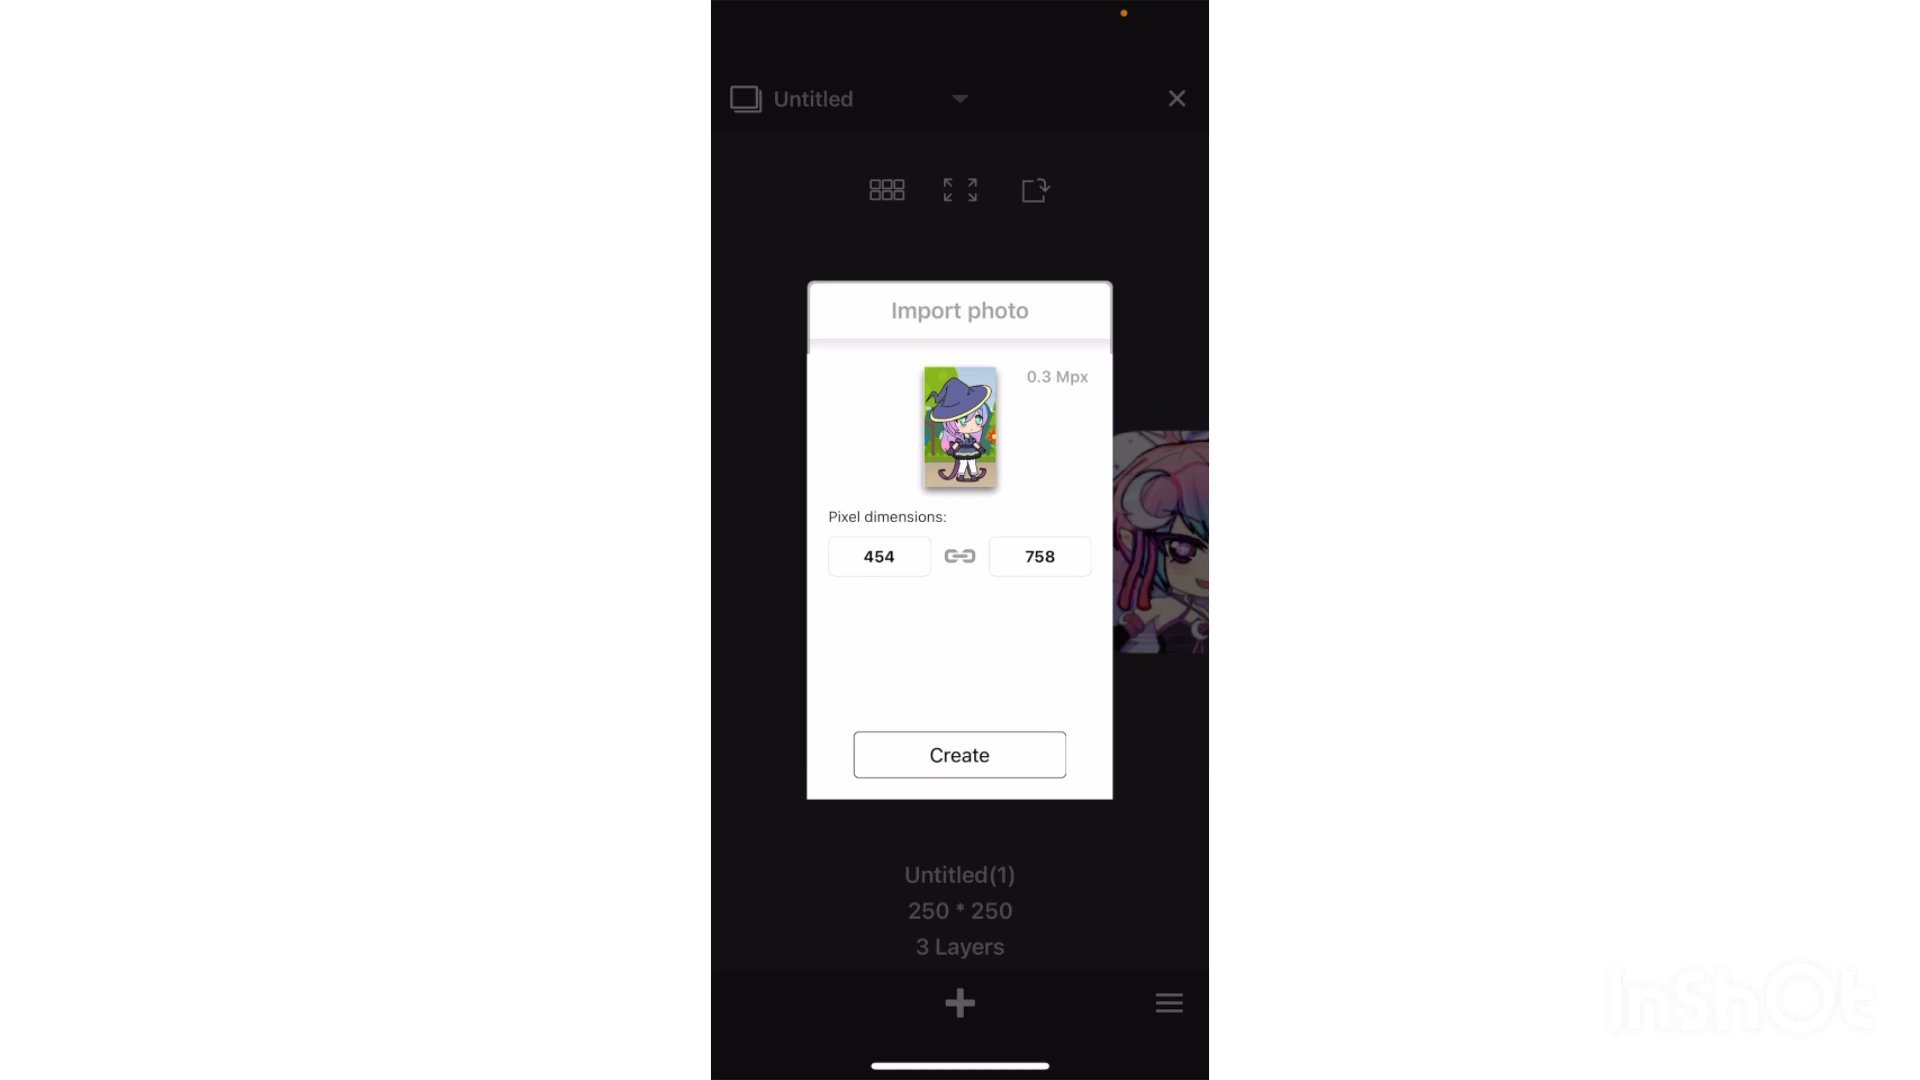 Untitled
Import photo
0.3 Mpx
Pixel dimensions:
454 758
Create
Untitled(1)
250 * 250
3 Layers
InShOt